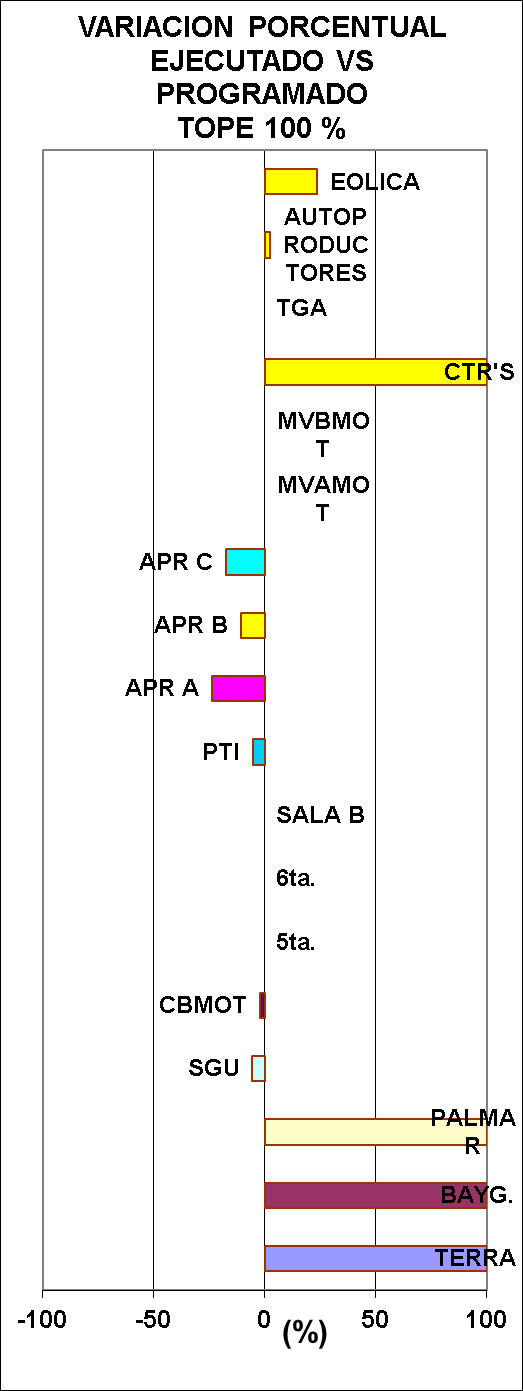 VARIACION PORCENTUAL
EJECUTADO VS
PROGRAMADO
TOPE 100 %
EOLICA
AUTOP
RODUC
TORES
TGA
CTR'S
MVBMO
T
MVAMO
T
APR C
APR B
APR A
PTI
SALA B
6ta.
5ta.
CBMOT
SGU
PALMA
R
BAYG.
TERRA
-100 -50 0 50 100
(%)